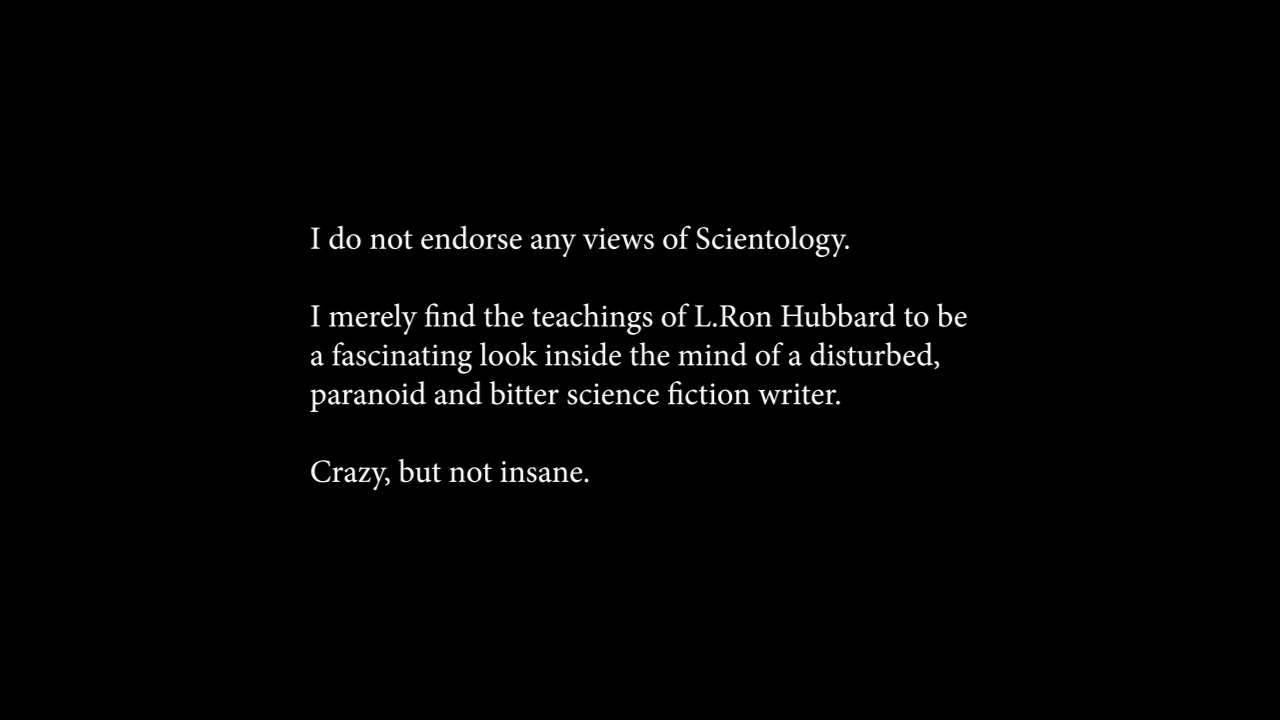 I do not endorse any views of Scientology.
I merely find the teachings of L.Ron Hubbard to be
a fascinating look inside the mind of a disturbed,
paranoid and bitter science fiction writer.
Crazy, but not insane.